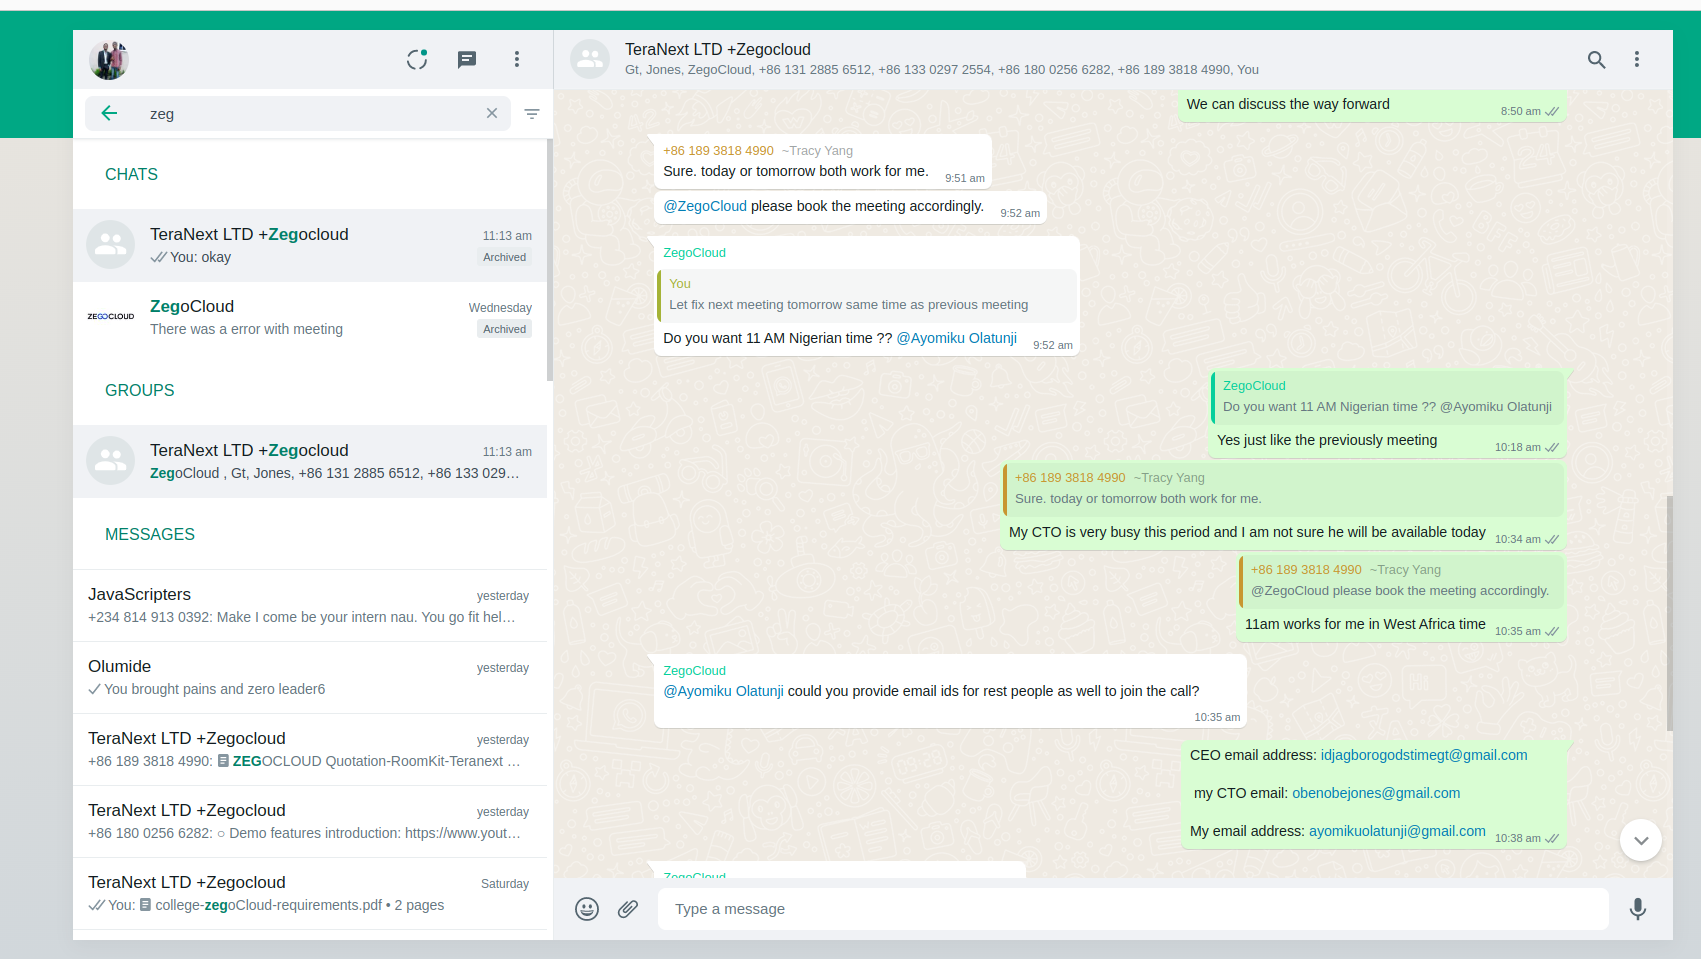 zeg
CHATS
TeraNext LTD +Zegocloud
11:13 am
You: okay
Archived
ZEGOCLOUD
ZegoCloud
Wednesday
There was a error with meeting
Archived
GROUPS
TeraNext LTD +Zegocloud
11:13 am
ZegoCloud , Gt, Jones, +86 131 2885 6512, +86 133 029…
MESSAGES
JavaScripters
yesterday
+234 814 913 0392: Make I come be your intern nau. You go fit hel…
Olumide
yesterday
You brought pains and zero leader6
TeraNext LTD +Zegocloud
yesterday
+86 189 3818 4990: ZEGOCLOUD Quotation-RoomKit-Teranext …
TeraNext LTD +Zegocloud
yesterday
+86 180 0256 6282: ○ Demo features introduction: https://www.yout…
TeraNext LTD +Zegocloud
Saturday
You: college-zegoCloud-requirements.pdf • 2 pages
TeraNext LTD +Zegocloud
Gt, Jones, ZegoCloud, +86 131 2885 6512, +86 133 0297 2554, +86 180 0256 6282, +86 189 3818 4990, You
We can discuss the way forward
8:50 am
+86 189 3818 4990 ~Tracy Yang
Sure. today or tomorrow both work for me.
9:51 am
@ZegoCloud please book the meeting accordingly.
9:52 am
ZegoCloud
You
Let fix next meeting tomorrow same time as previous meeting
Do you want 11 AM Nigerian time ?? @Ayomiku Olatunji
9:52 am
ZegoCloud
Do you want 11 AM Nigerian time ?? @Ayomiku Olatunji
Yes just like the previously meeting
10:18 am
+86 189 3818 4990 ~Tracy Yang
Sure. today or tomorrow both work for me.
My CTO is very busy this period and I am not sure he will be available today
10:34 am
+86 189 3818 4990 ~Tracy Yang
@ZegoCloud please book the meeting accordingly.
11am works for me in West Africa time
10:35 am
ZegoCloud
@Ayomiku Olatunji could you provide email ids for rest people as well to join the call?
10:35 am
CEO email address: idjagborogodstimegt@gmail.com
my CTO email: obenobejones@gmail.com
My email address: ayomikuolatunji@gmail.com
10:38 am
ZegoCloud
Type a message